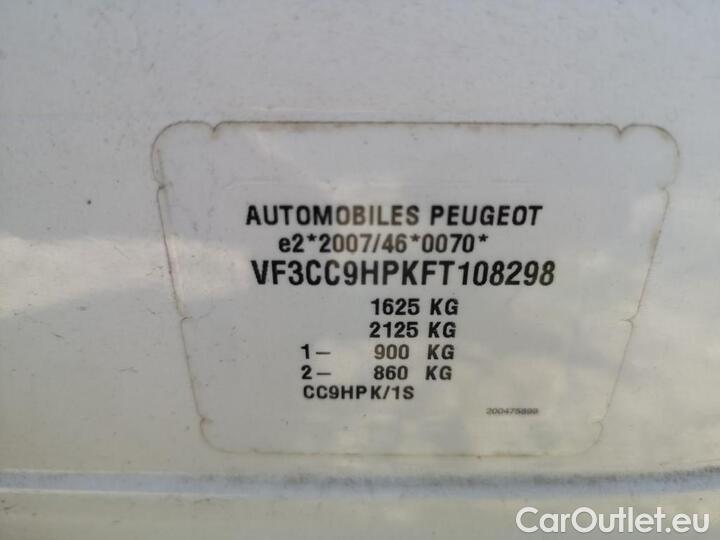 AUTOMOBILES PEUGEOT
e2*2007/46*0070*
VF3CC9HPKFT108298
1625 KG
2125 KG
1- 900 KG
2- 860 KG
CC9HPK/1S
200475899
CarOutlet.eu